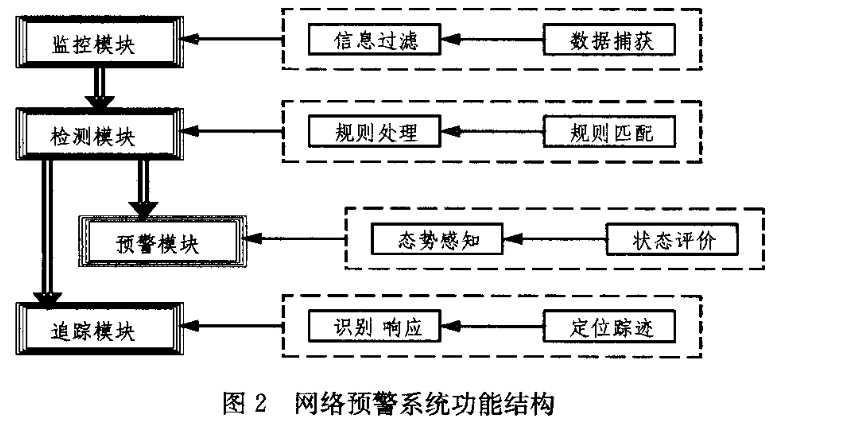 监控模块
信息过滤
数据捕获
检测模块
规则处理
规则匹配
预警模块
态势感知
状态评价
追踪模块
识别 响应
定位踪迹
图 2 网络预警系统功能结构